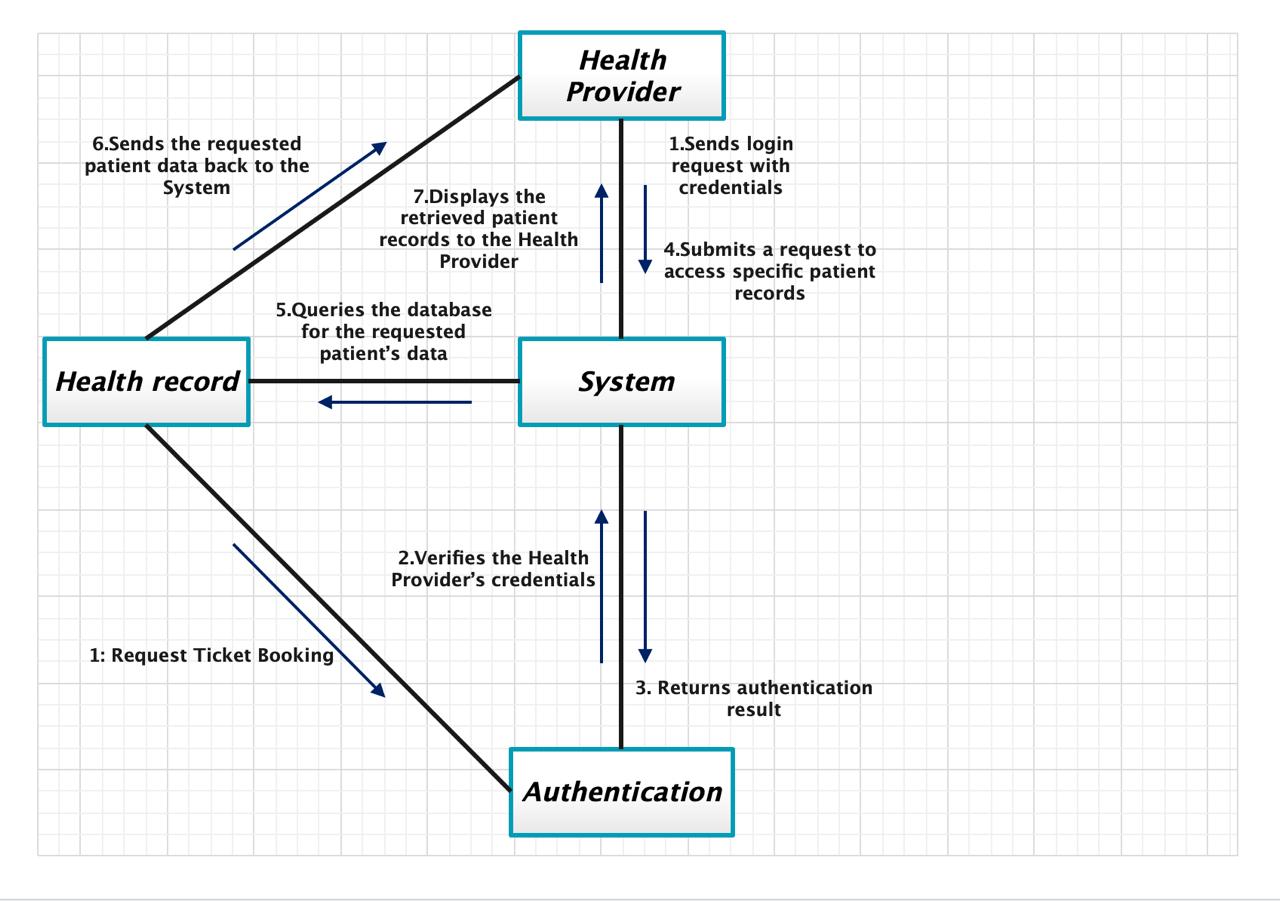 Health
Provider
6.Sends the requested
patient data back to the
System
1.Sends login
request with
credentials
7.Displays the
retrieved patient
records to the Health
Provider
4.Submits a request to
access specific patient
records
5.Queries the database
for the requested
patient’s data
Health record
System
2.Verifies the Health
Provider’s credentials
1: Request Ticket Booking
3. Returns authentication
result
Authentication